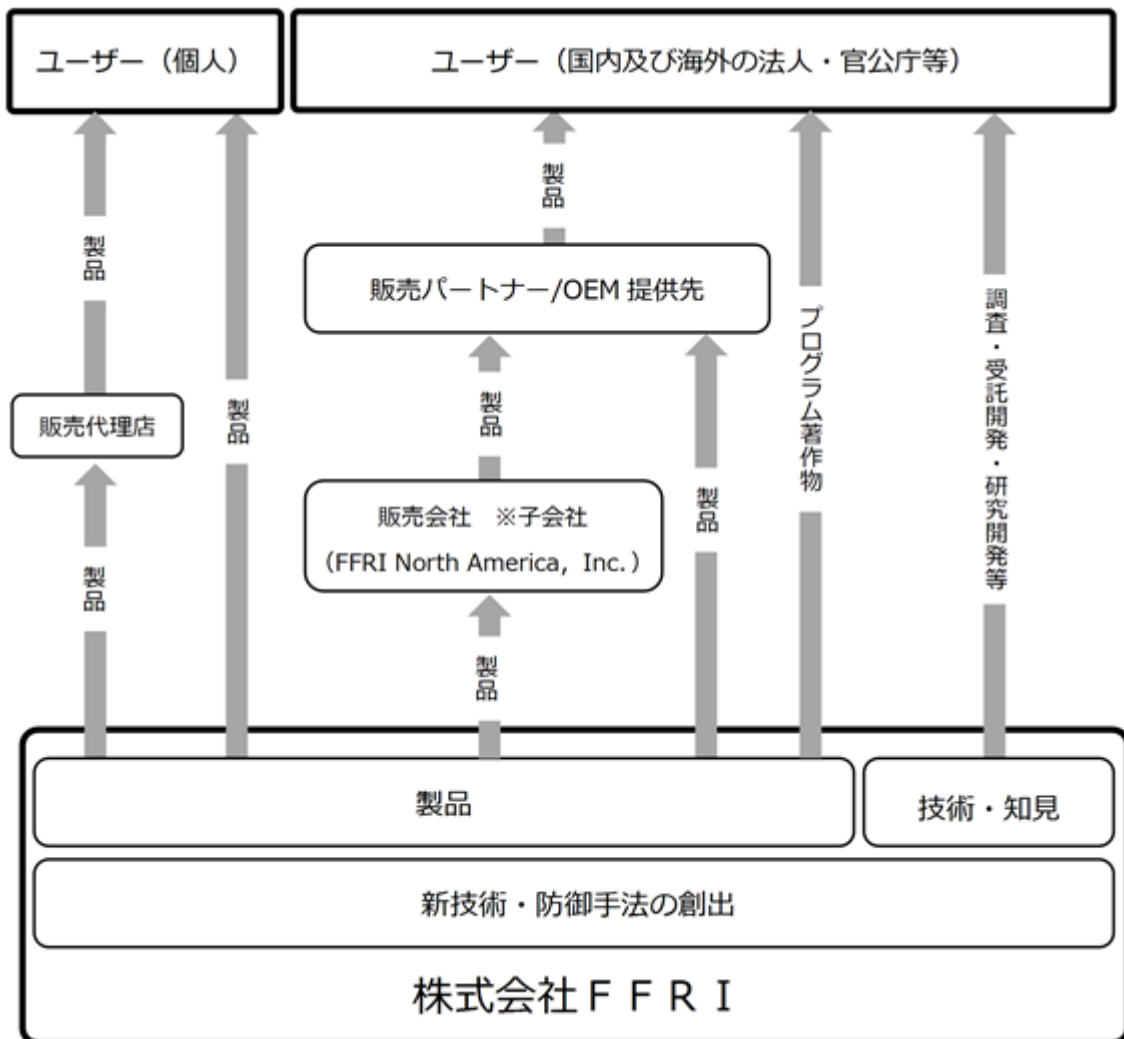 ユーザー（個人）
ユーザー（国内及び海外の法人・官公庁等）
製品
製品
販売パートナー/OEM 提供先
製品
製品
プログラム著作物
調査・受託開発・研究開発等
販売代理店
製品
製品
販売会社　※子会社
（FFRI North America，Inc.）
製品
製品
製品
技術・知見
新技術・防御手法の創出
株式会社ＦＦＲＩ